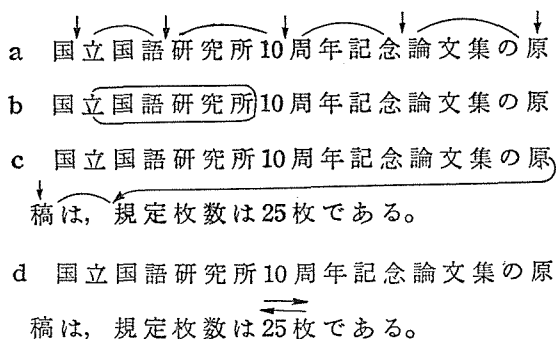 a 国立国語研究所10周年記念論文集の原
b 国立国語研究所10周年記念論文集の原
c 国立国語研究所10周年記念論文集の原
稿は，規定枚数は25枚である。
d 国立国語研究所10周年記念論文集の原
稿は，規定枚数は25枚である。